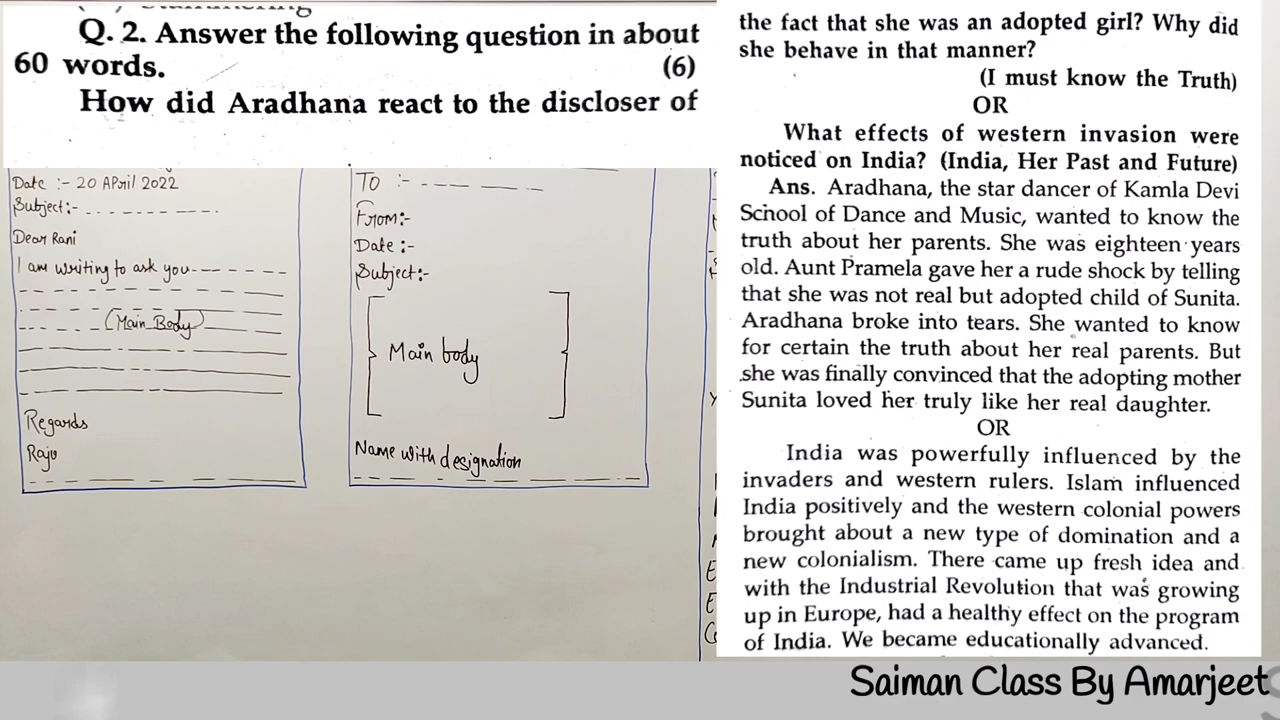 Q. 2. Answer the following question in about
60 words. (6)
How did Aradhana react to the discloser of
Date :- 20 APril 2022
Subject:-
Dear Rani
I am writing to ask you
(Main Body)
Regards
Raju
TO :-
From:-
Date :-
Subject:-
Main body
Name with designation
the fact that she was an adopted girl? Why did
she behave in that manner?
(I must know the Truth)
OR
What effects of western invasion were
noticed on India? (India, Her Past and Future)
Ans. Aradhana, the star dancer of Kamla Devi
School of Dance and Music, wanted to know the
truth about her parents. She was eighteen years
old. Aunt Pramela gave her a rude shock by telling
that she was not real but adopted child of Sunita.
Aradhana broke into tears. She wanted to know
for certain the truth about her real parents. But
she was finally convinced that the adopting mother
Sunita loved her truly like her real daughter.
OR
India was powerfully influenced by the
invaders and western rulers. Islam influenced
India positively and the western colonial powers
brought about a new type of domination and a
new colonialism. There came up fresh idea and
with the Industrial Revolution that was growing
up in Europe, had a healthy effect on the program
of India. We became educationally advanced.
Saiman Class By Amarjeet